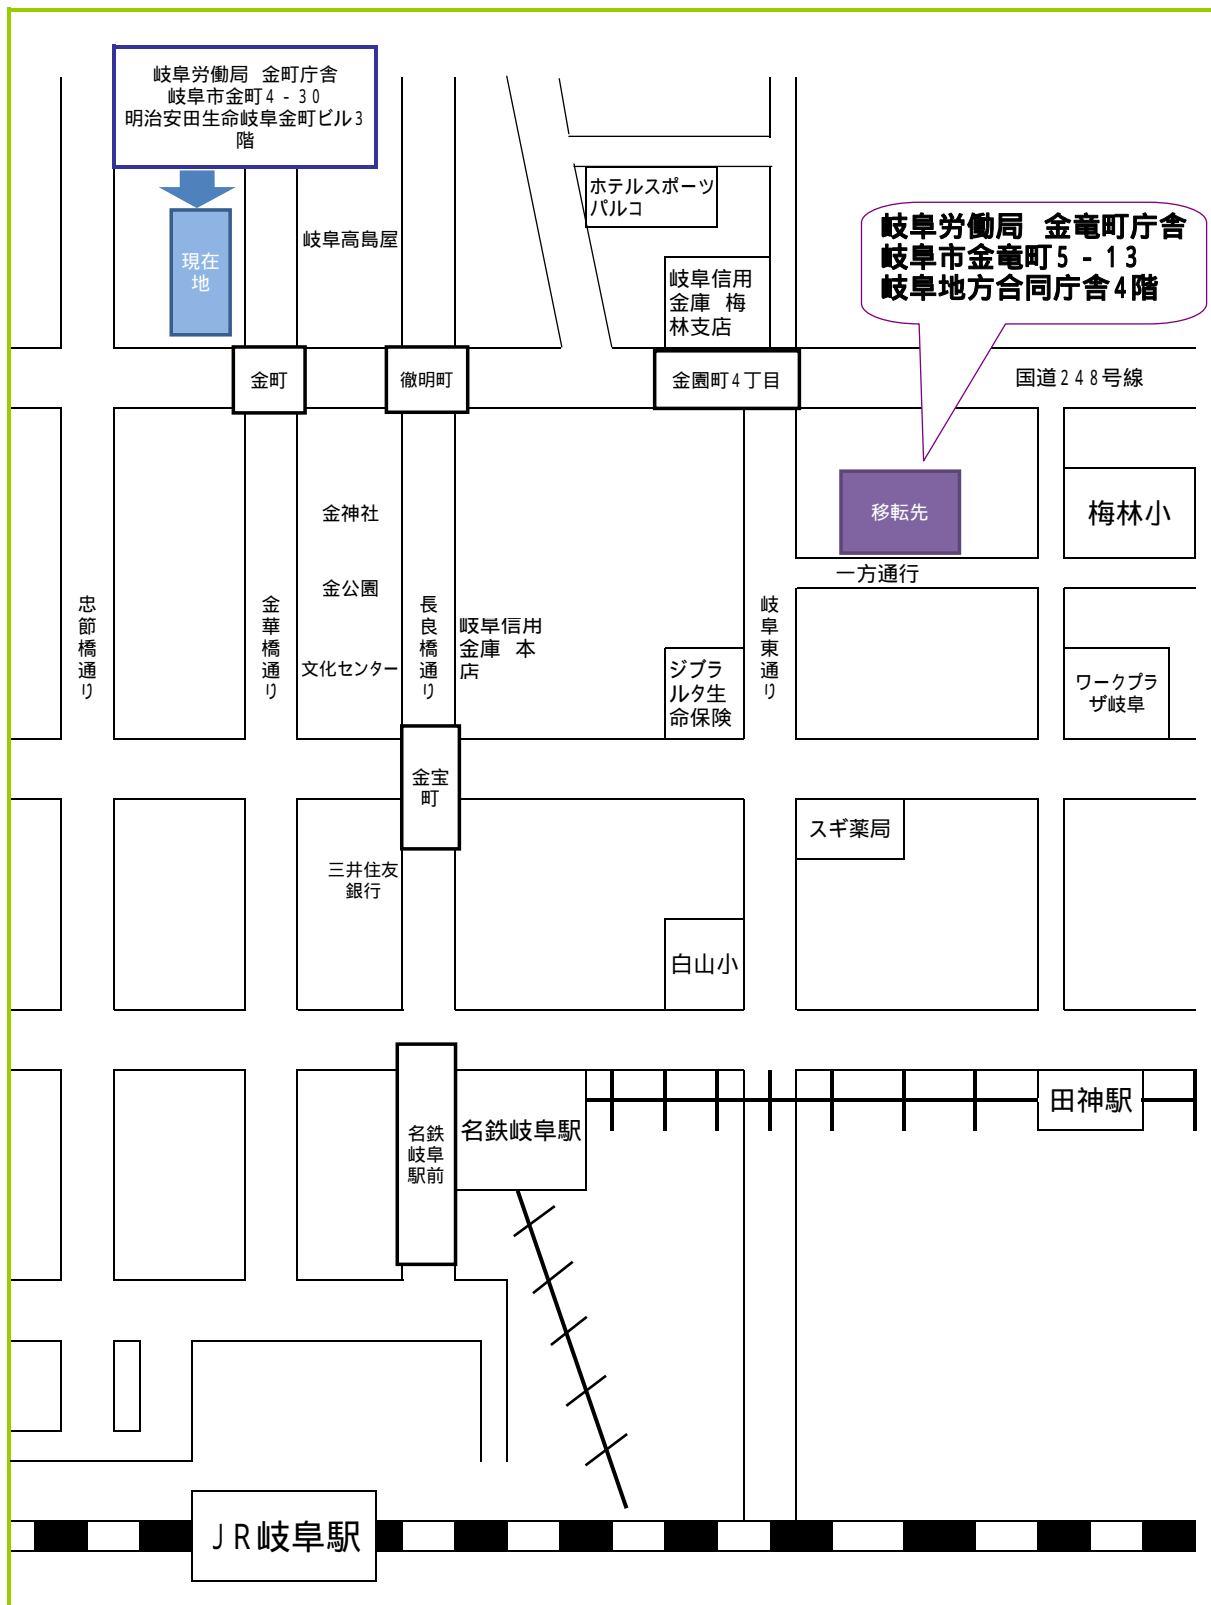 岐阜労働局 金町庁舎
岐阜市金町4-30
明治安田生命岐阜金町ビル3
階
現在
地
岐阜高島屋
ホテルスポーツ
パルコ
岐阜信用
金庫 梅
林支店
岐阜労働局 金竜町庁舎
岐阜市金竜町5-13
岐阜地方合同庁舎4階
金町
徹明町
金園町4丁目
国道248号線
移転先
梅林小
一方通行
金神社
金公園
文化センター
忠節橋通り
金華橋通り
長良橋通り
岐阜信用
金庫 本
店
ジブラ
ルタ生
命保険
岐阜東通り
ワークプラ
ザ岐阜
金宝
町
スギ薬局
三井住友
銀行
白山小
名鉄
岐阜
駅前
名鉄岐阜駅
田神駅
JR岐阜駅